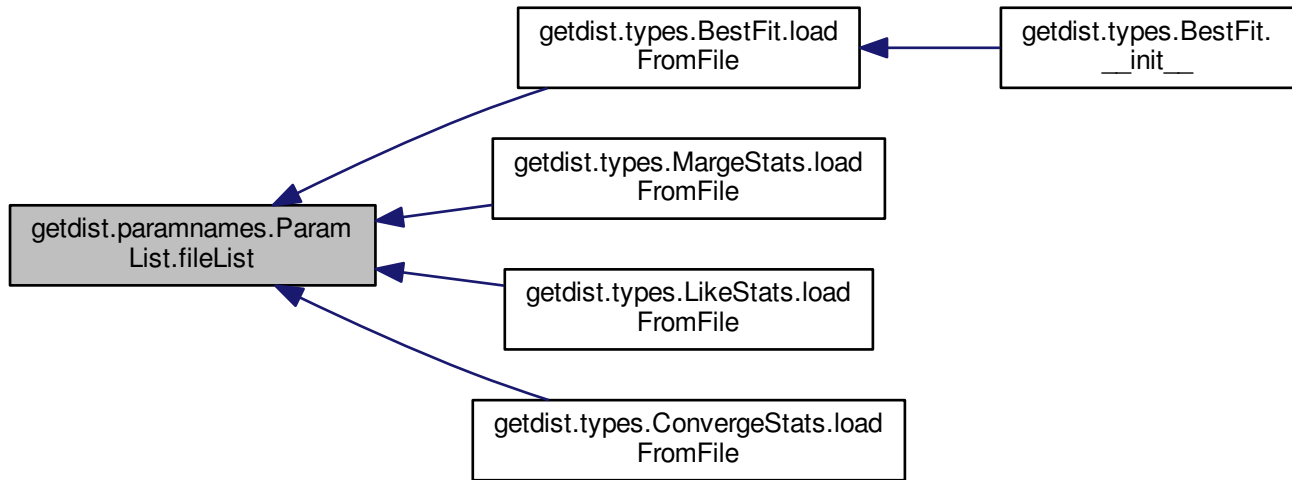 getdist.types.BestFit.load
FromFile
getdist.types.BestFit.
__init__
getdist.types.MargeStats.load
FromFile
getdist.paramnames.Param
List.fileList
getdist.types.LikeStats.load
FromFile
getdist.types.ConvergeStats.load
FromFile